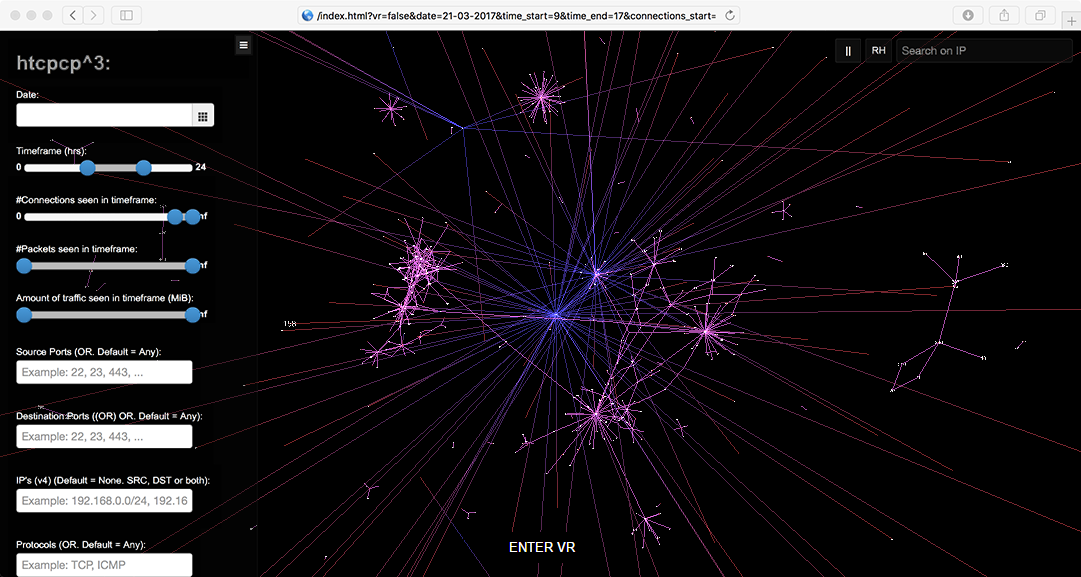 /index.html?vr=false&date=21-03-2017&time_start=9&time_end=17&connections_start=
htcpcp^3:
||
RH
Search on IP
Date:
Timeframe (hrs):
0
24
#Connections seen in timeframe:
0
nf
#Packets seen in timeframe:
nf
Amount of traffic seen in timeframe (MiB):
nf
158
Source Ports (OR. Default = Any):
Example: 22, 23, 443, ...
Destination Ports ((OR) OR. Default = Any):
Example: 22, 23, 443, ...
IP's (v4) (Default = None. SRC, DST or both):
Example: 192.168.0.0/24, 192.16
Protocols (OR. Default = Any):
Example: TCP, ICMP
ENTER VR